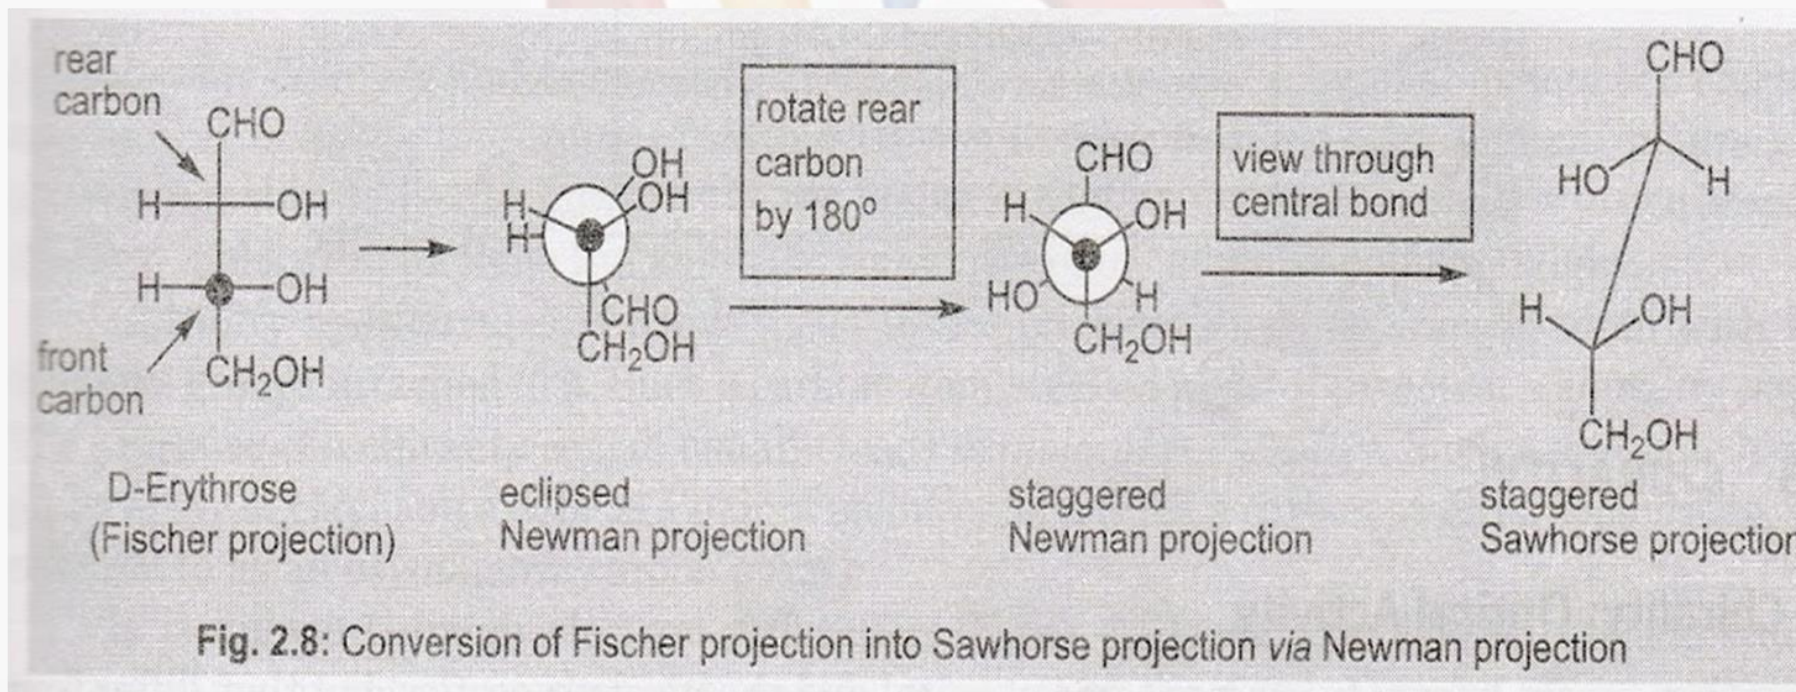 rear
carbon
CHO
H
OH
H
OH
front
carbon
CH₂OH
D-Erythrose
(Fischer projection)
OH
H
OH
H
CHO
CH₂OH
eclipsed
Newman projection
rotate rear
carbon
by 180⁰
CHO
H
OH
HO
H
CH₂OH
staggered
Newman projection
view through
central bond
CHO
HO
H
H
OH
CH₂OH
staggered
Sawhorse projection
Fig. 2.8: Conversion of Fischer projection into Sawhorse projection via Newman projection